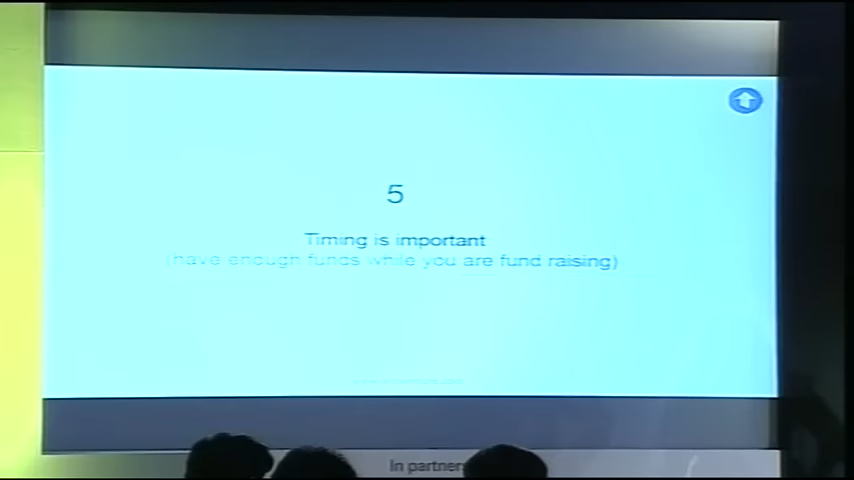 5
Timing is important
(have enough funds while you are fund raising)
In partner